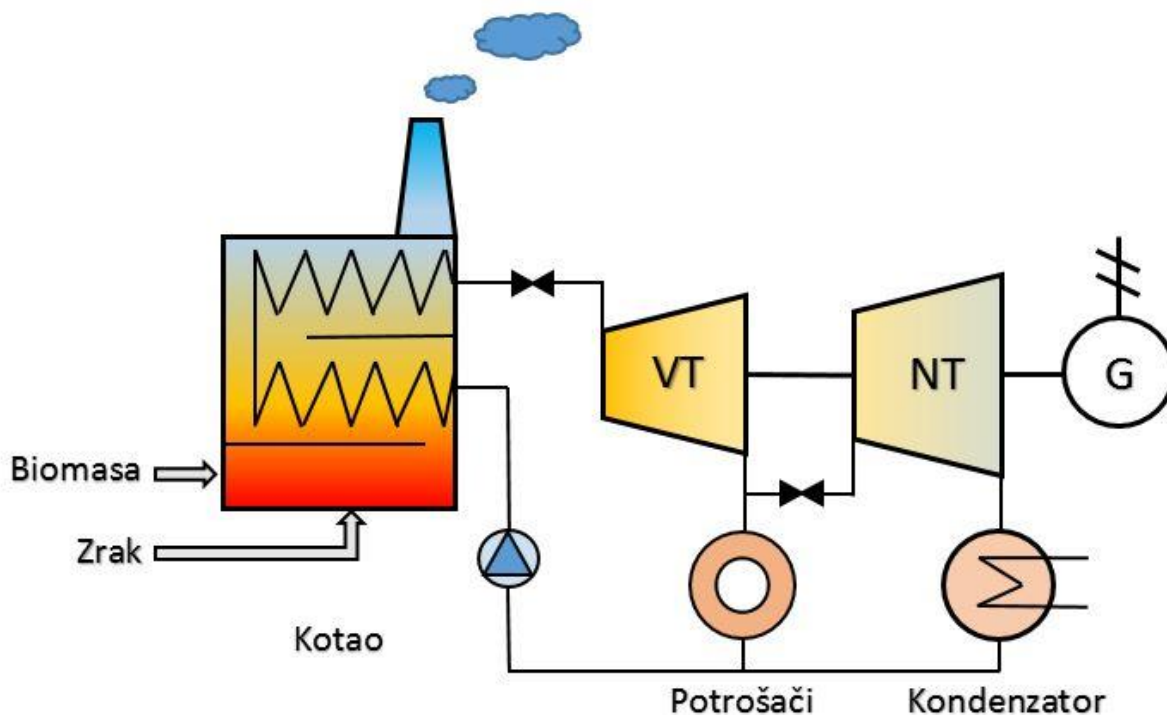 VT
NT
G
Biomasa
Zrak
Kotao
Potrošači
Kondenzator